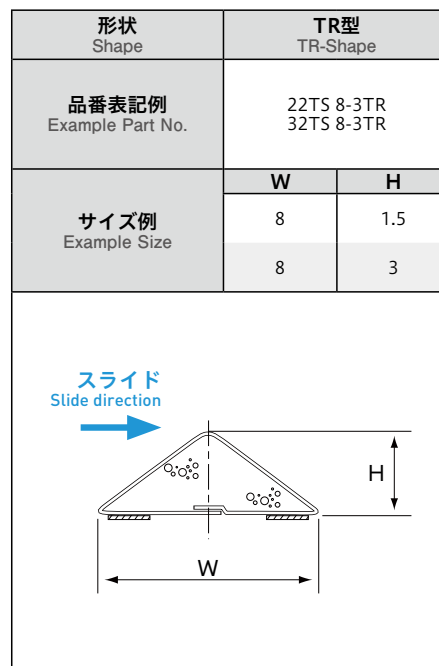 形状
Shape
TR型
TR-Shape
品番表記例
Example Part No.
22TS 8-3TR
32TS 8-3TR
サイズ例
Example Size
W
H
8
1.5
8
3
スライド
Slide direction
H
W